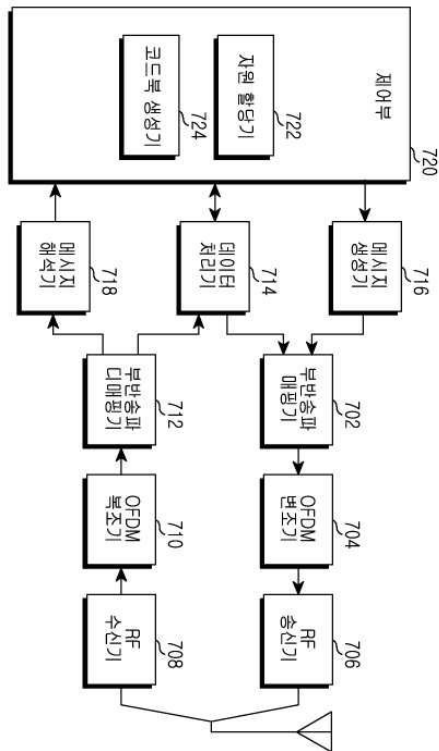 제어부
720
자원 할당기
722
코드북 생성기
724
메시지
생성기
716
데이터
처리기
714
메시지
해석기
718
부반송파
매핑기
702
부반송파
디매핑기
712
OFDM
변조기
704
OFDM
복조기
710
RF
송신기
706
RF
수신기
708